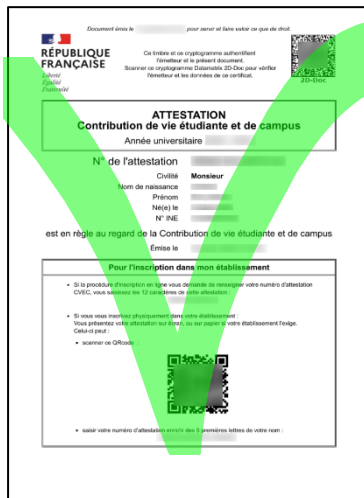 Document émis le pour servir et faire valoir ce que de droit.
RÉPUBLIQUE
FRANÇAISE
Liberté
Égalité
Fraternité
Ce timbre et ce cryptogramme authentifient
l'émetteur et le présent document.
Scanner ce cryptogramme Datamatrix 2D-Doc pour vérifier
l'émetteur et les données de ce certificat.
2D-Doc
ATTESTATION
Contribution de vie étudiante et de campus
Année universitaire
N° de l'attestation
Civilité Monsieur
Nom de naissance
Prénom
Né(e) le
N° INE
est en règle au regard de la Contribution de vie étudiante et de campus
Émise le
Pour l'inscription dans mon établissement
• Si la procédure d'inscription en ligne vous demande de renseigner votre numéro d'attestation
CVEC, vous saisissez les 12 caractères de cette attestation :
• Si vous vous inscrivez physiquement dans votre établissement :
Vous présentez votre attestation sur écran, ou sur papier si votre établissement l'exige.
Celui-ci peut :
• scanner ce QRcode :
• saisir votre numéro d'attestation enrichi des 5 premières lettres de votre nom :